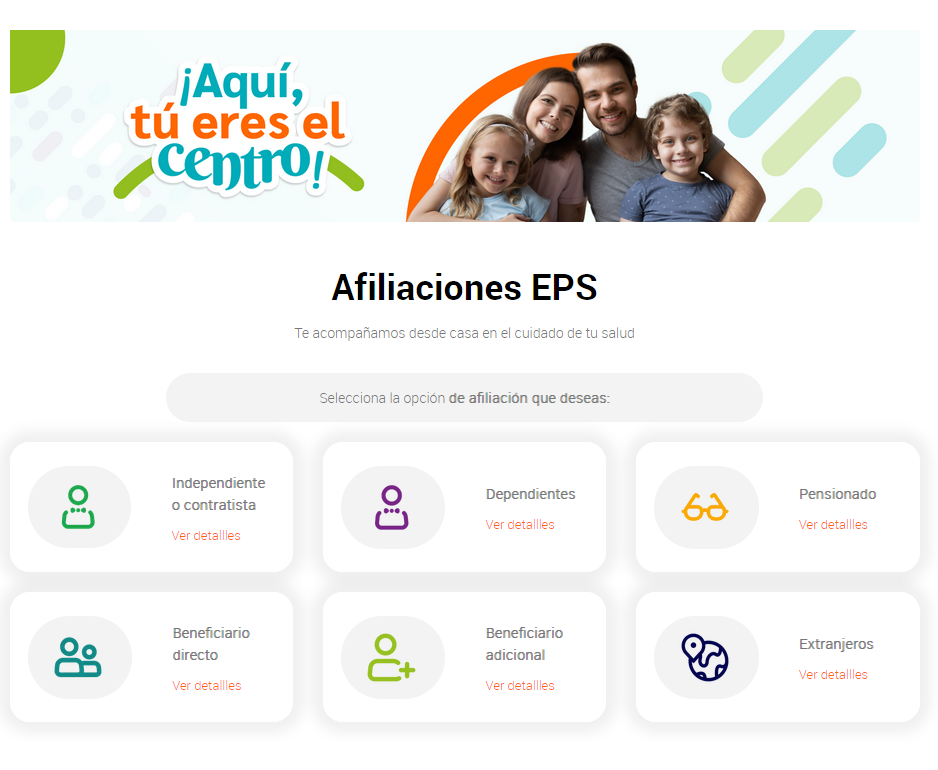 ¡Aquí,
tú eres el
centro!
Afiliaciones EPS
Te acompañamos desde casa en el cuidado de tu salud
Selecciona la opción de afiliación que deseas:
Independiente
o contratista
Ver detallles
Dependientes
Ver detallles
Pensionado
Ver detallles
Beneficiario
directo
Ver detallles
Beneficiario
adicional
Ver detallles
Extranjeros
Ver detallles